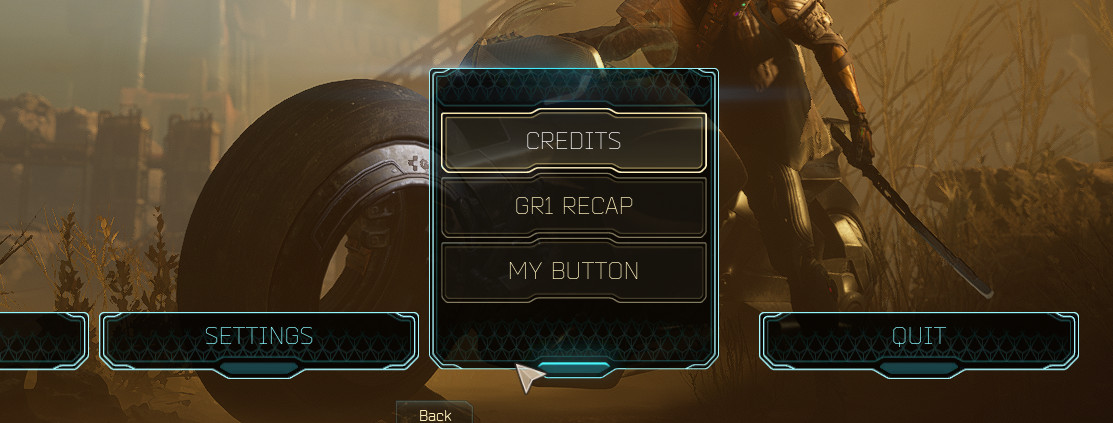 CREDITS
GR1 RECAP
MY BUTTON
SETTINGS
QUIT
Back